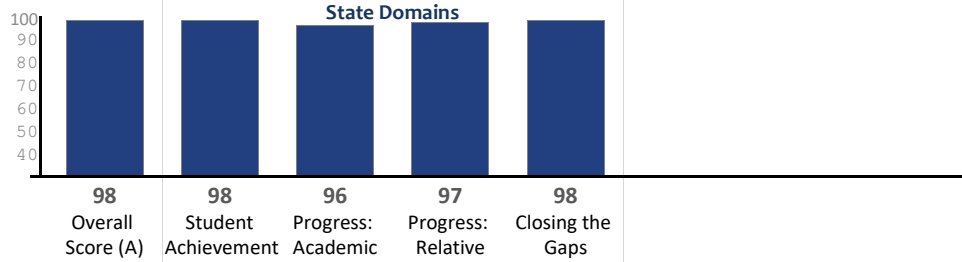 State Domains
100
90
80
70
60
50
40
98 98 96 97 98
Overall Student Progress: Progress: Closing the
Score (A) Achievement Academic Relative Gaps